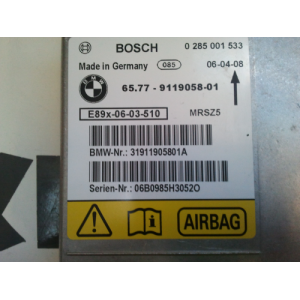 BOSCH 0 285 001 533
Made in Germany 085 06-04-08
65.77 - 9119058-01
E89x-06-03-510 MRSZ5
BMW-Nr.: 31911905801A
Serien-Nr.: 06B0985H3052O
AIRBAG